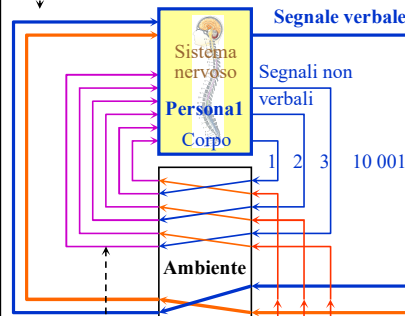 Segnale verbale
Sistema
nervoso
Segnali non
verbali
Persona1
Corpo
1 2 3 10 001
Ambiente